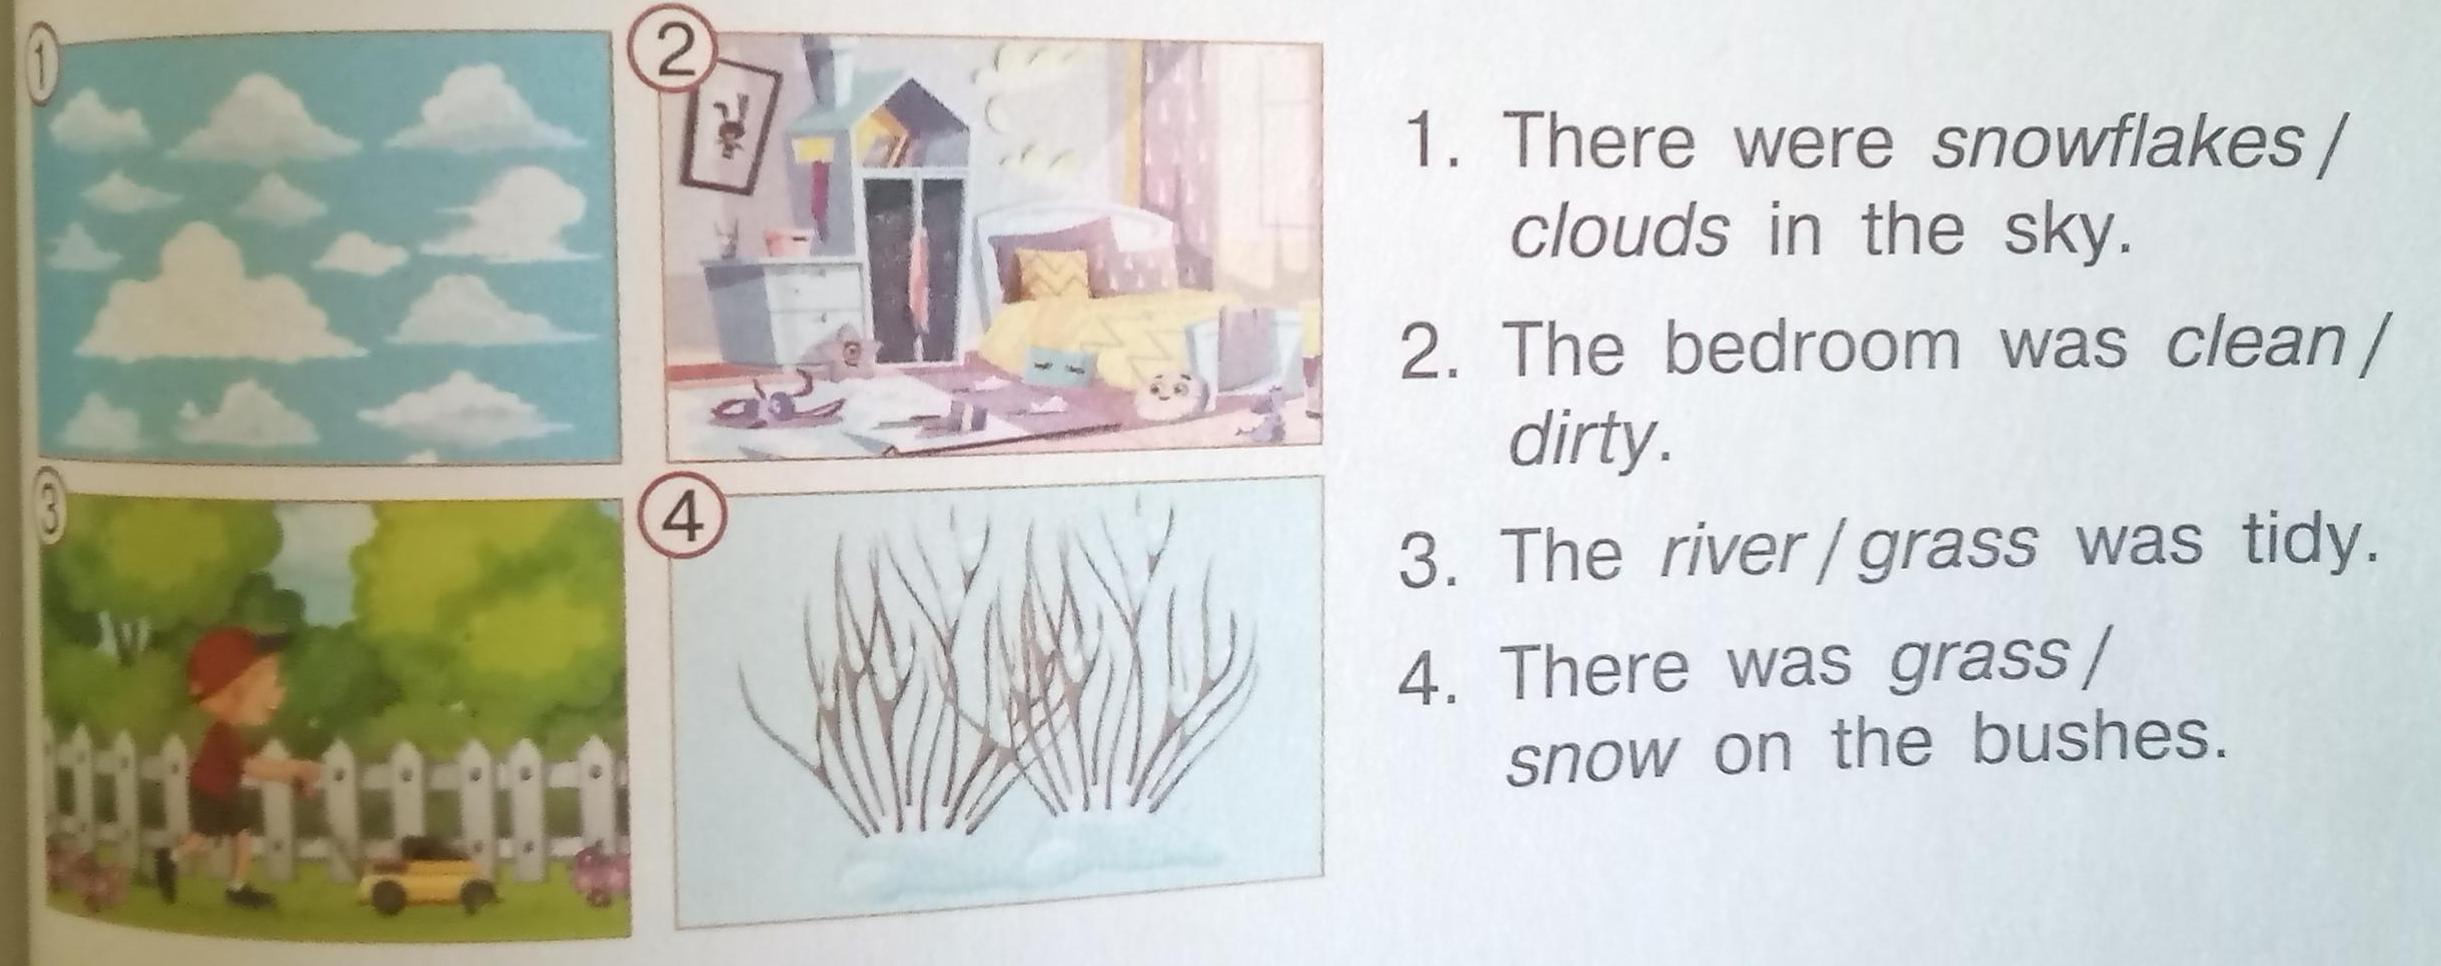 ①
②
③
④
1. There were snowflakes /
clouds in the sky.
2. The bedroom was clean /
dirty.
3. The river / grass was tidy.
4. There was grass /
snow on the bushes.